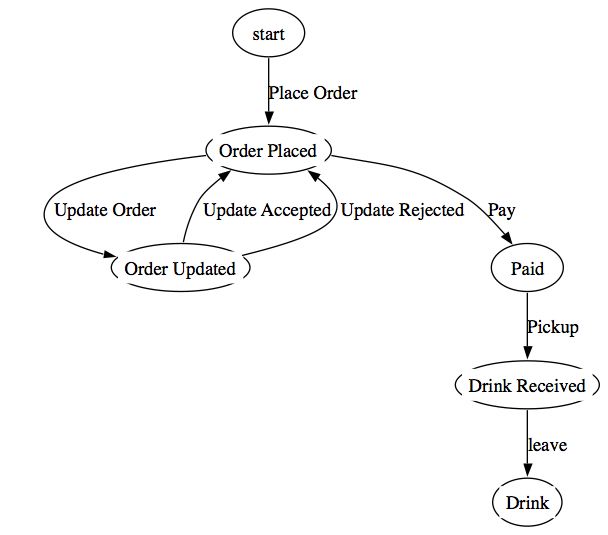 start
Place Order
Order Placed
Update Order
Update Accepted
Update Rejected
Pay
Order Updated
Paid
Pickup
Drink Received
leave
Drink